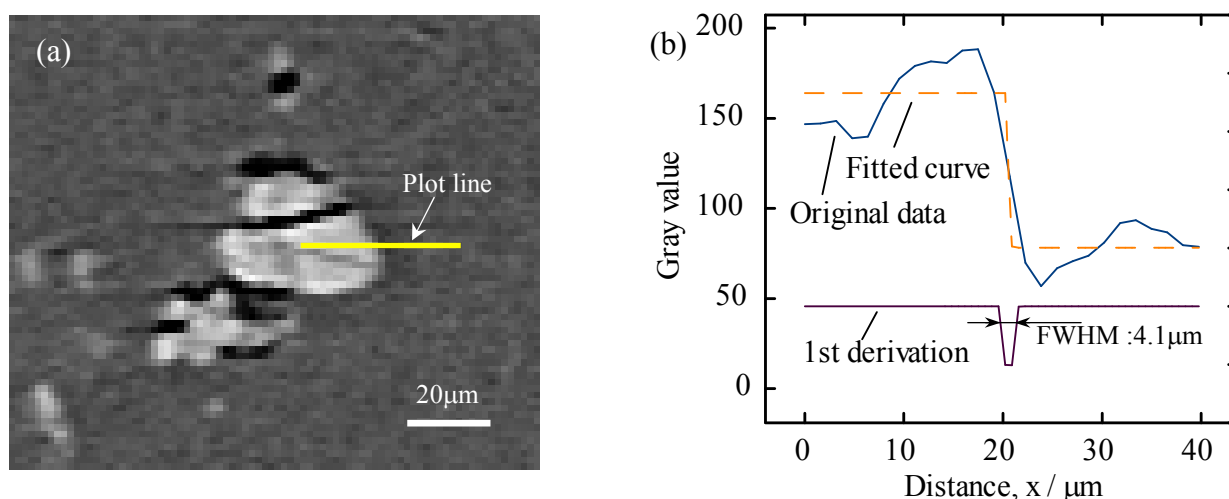 (a)
Plot line
20μm
(b)
200
150
100
50
0
Gray value
Fitted curve
Original data
1st derivation
FWHM :4.1μm
0 10 20 30 40
Distance, x / μm